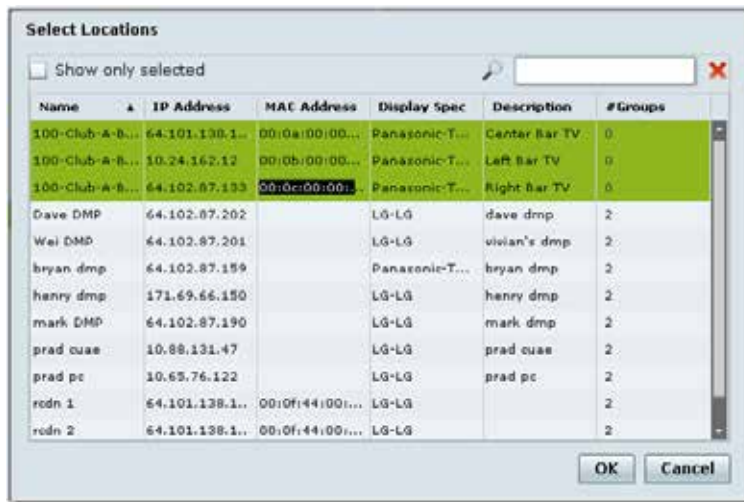 Select Locations
Show only selected
Name IP Address MAC Address Display Spec Description #Groups
100-Club-A-B... 64.101.138.1.. 00:0a:00:00... Panasonic-T... Center Bar TV 0
100-Club-A-B... 10.24.162.12 00:0b:00:00... Panasonic-T... Left Bar TV 0
100-Club-A-B... 64.102.87.133 00:0c:00:00:... Panasonic-T... Right Bar TV 0
Dave DMP 64.102.87.202 LG-LG dave dmp 2
Wei DMP 64.102.87.201 LG-LG vivian's dmp 2
bryan dmp 64.102.87.159 Panasonic-T... bryan dmp 2
henry dmp 171.69.66.150 LG-LG henry dmp 2
mark DMP 64.102.87.190 LG-LG mark dmp 2
prad cuae 10.88.131.47 LG-LG prad cuae 2
prad pc 10.65.76.122 LG-LG prad pc 2
rcdn 1 64.101.138.1.. 00:0f:44:00:... LG-LG 2
rcdn 2 64.101.138.1.. 00:0f:44:00:... LG-LG 2
OK Cancel